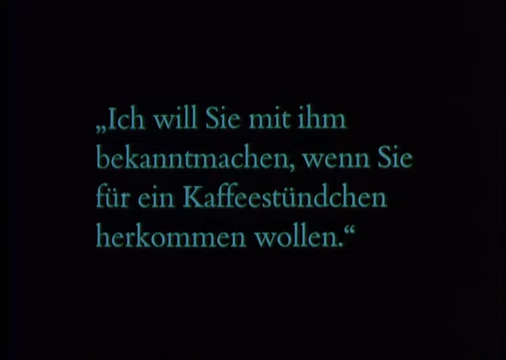 „Ich will Sie mit ihm
bekanntmachen, wenn Sie
für ein Kaffeestündchen
herkommen wollen.“